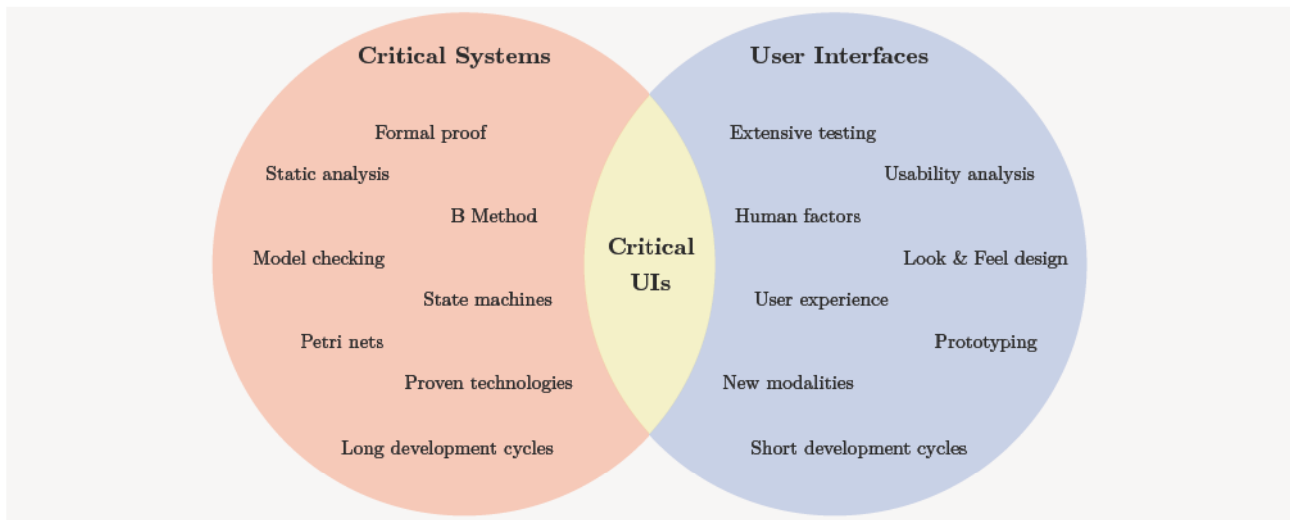 Critical Systems
Formal proof
Static analysis
B Method
Model checking
State machines
Petri nets
Proven technologies
Long development cycles
Critical
UIs
User Interfaces
Extensive testing
Usability analysis
Human factors
Look & Feel design
User experience
Prototyping
New modalities
Short development cycles